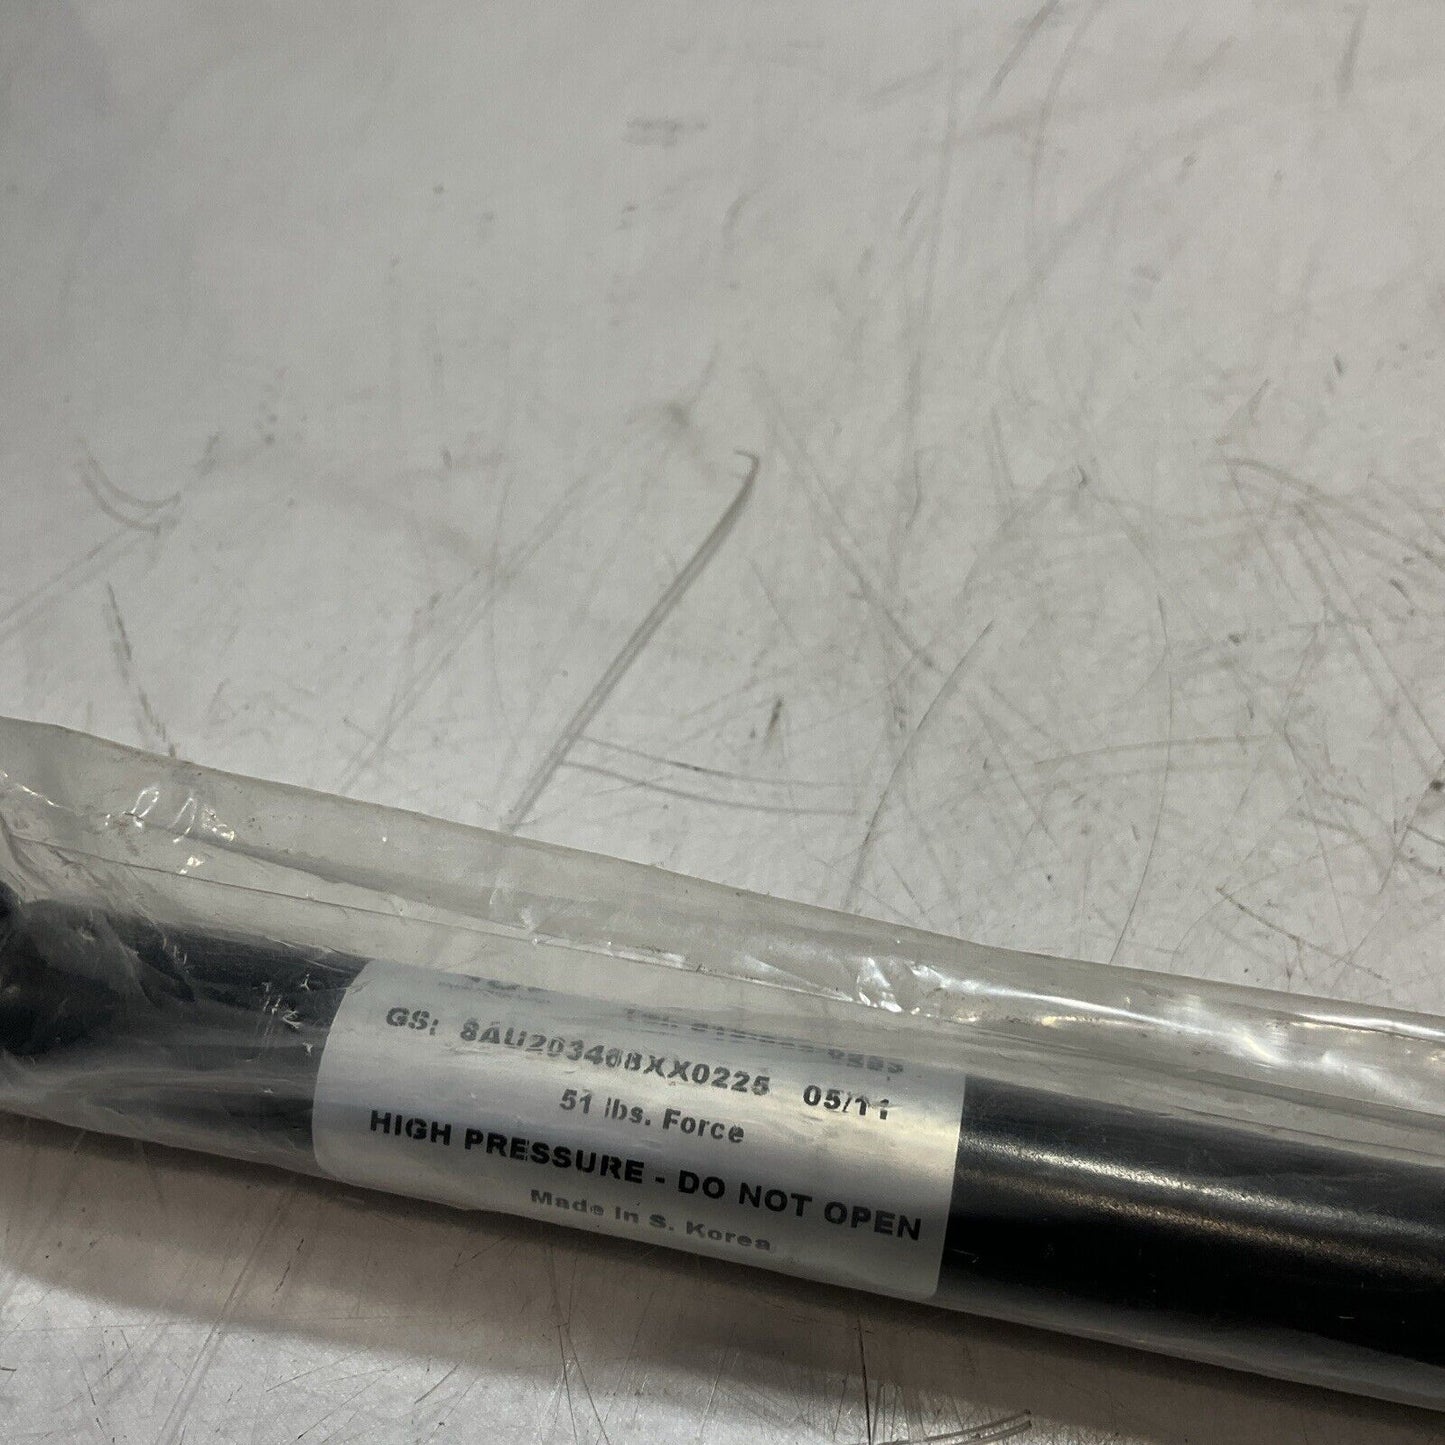 GS: 8AU203468XX0225 05/11
51 lbs. Force
HIGH PRESSURE - DO NOT OPEN
Made in S. Korea